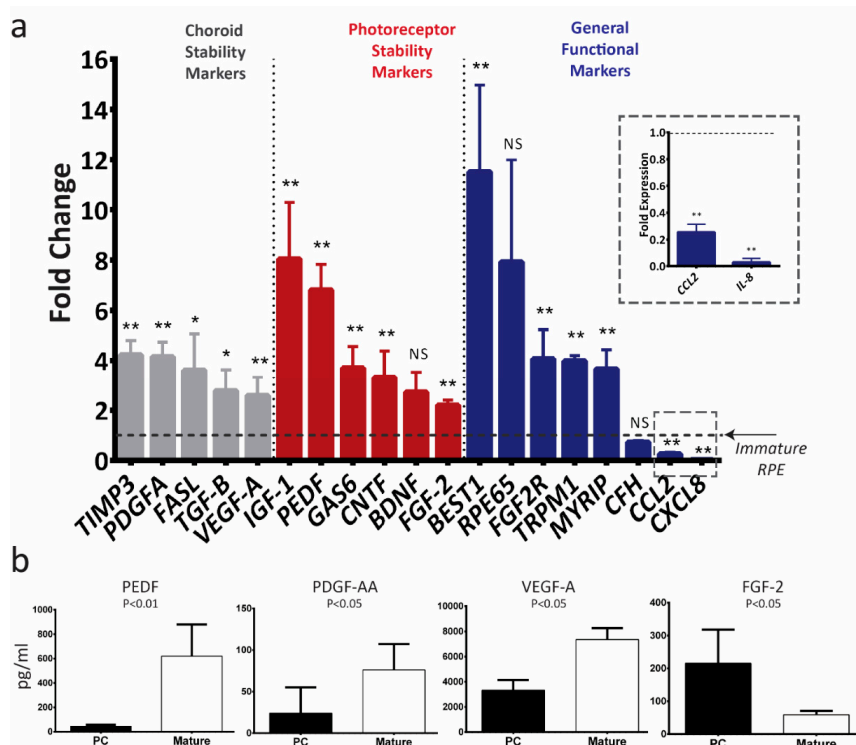 a
Choroid
Stability
Markers
Photoreceptor
Stability
Markers
General
Functional
Markers
Fold Change
16
14
12
10
8
6
4
2
0
**
**
*
*
**
**
**
**
**
NS
**
**
NS
**
**
**
NS
**
**
Immature
RPE
TIMP3
PDGFA
FASL
TGF-B
VEGF-A
IGF-1
PEDF
GAS6
CNTF
BDNF
FGF-2
BEST1
RPE65
FGF2R
TRPM1
MYRIP
CFH
CCL2
CXCL8
Fold Expression
1.0
0.8
0.6
0.4
0.2
0.0
**
**
CCL2
IL-8
b
pg/ml
PEDF
P<0.01
1000
800
600
400
200
0
PC
Mature
PDGF-AA
P<0.05
150
100
50
0
PC
Mature
VEGF-A
P<0.05
10000
8000
6000
4000
2000
0
PC
Mature
FGF-2
P<0.05
400
300
200
100
0
PC
Mature